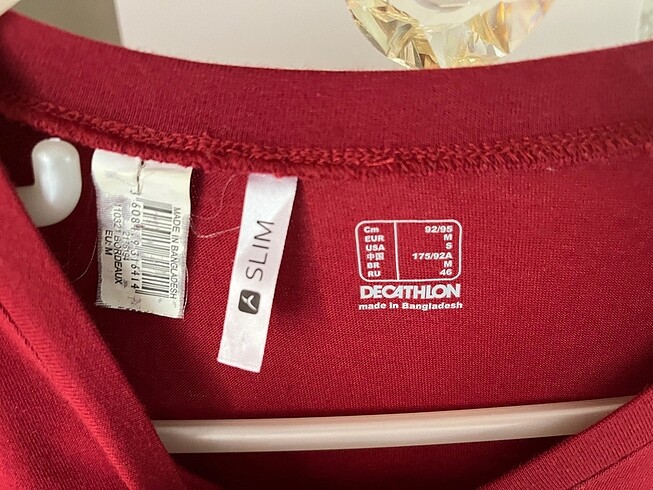 MADE IN BANGLADESH
EU:M
SLIM
Cm 92/95
EUR M
USA S
中国 175/92A
BR M
RU 46
DECATHLON
made in Bangladesh